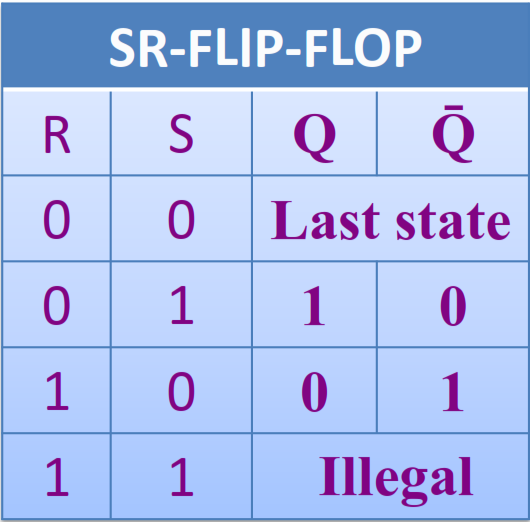 SR-FLIP-FLOP
R S Q Q̄
0 0 Last state
0 1 1 0
1 0 0 1
1 1 Illegal